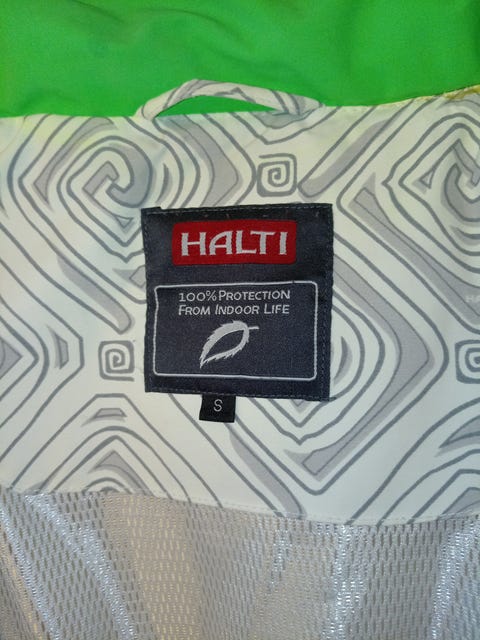 HALTI
100% PROTECTION
FROM INDOOR LIFE
S